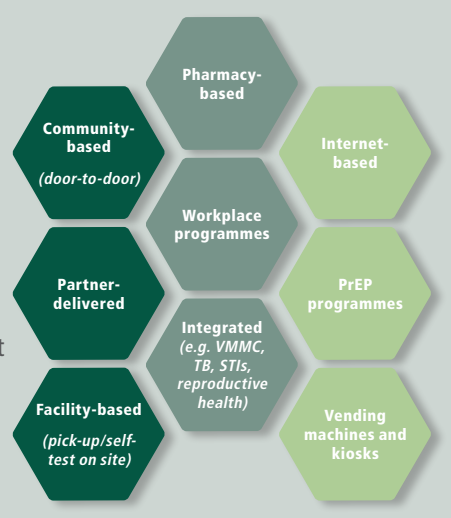 Pharmacy-
based
Community-
based
(door-to-door)
Internet-
based
Workplace
programmes
Partner-
delivered
PrEP
programmes
Integrated
(e.g. VMMC,
TB, STIs,
reproductive
health)
t
Facility-based
(pick-up/self-
test on site)
Vending
machines and
kiosks